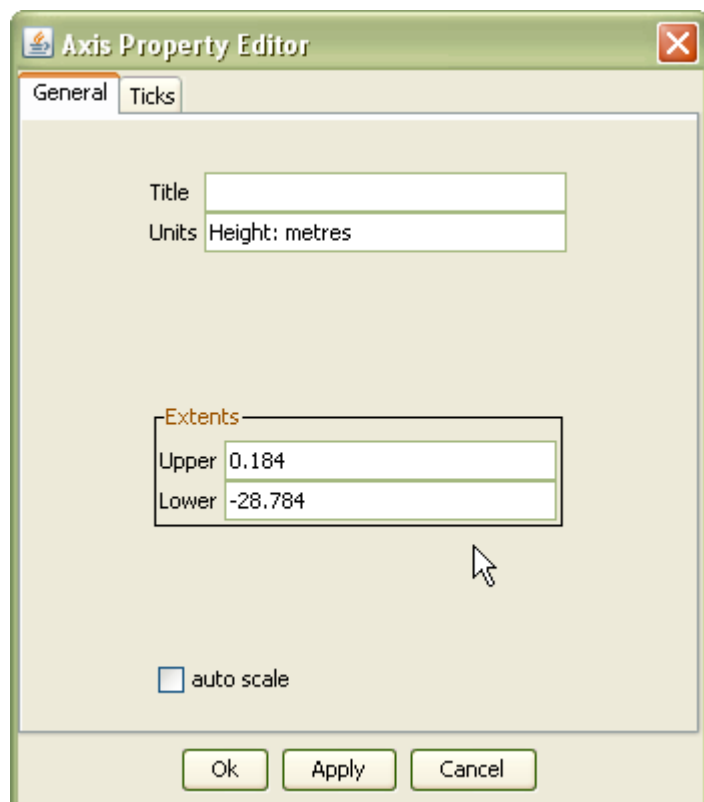 Axis Property Editor
General Ticks
Title
Units Height: metres
Extents
Upper 0.184
Lower -28.784
auto scale
Ok Apply Cancel